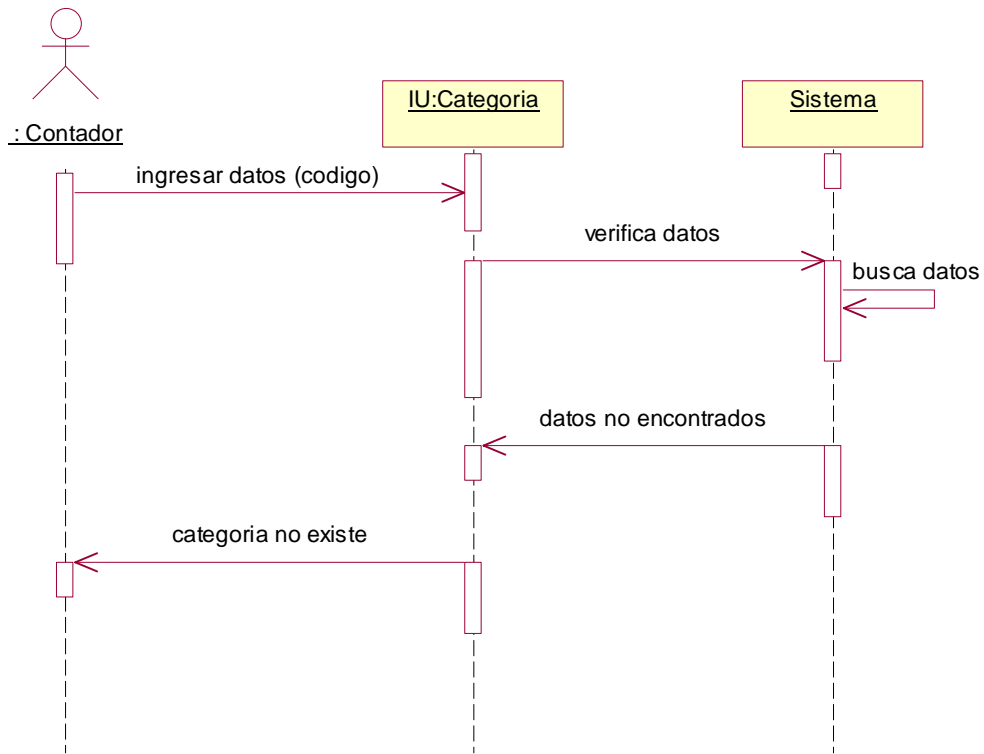 IU:Categoria
Sistema
: Contador
ingresar datos (codigo)
verifica datos
busca datos
datos no encontrados
categoria no existe